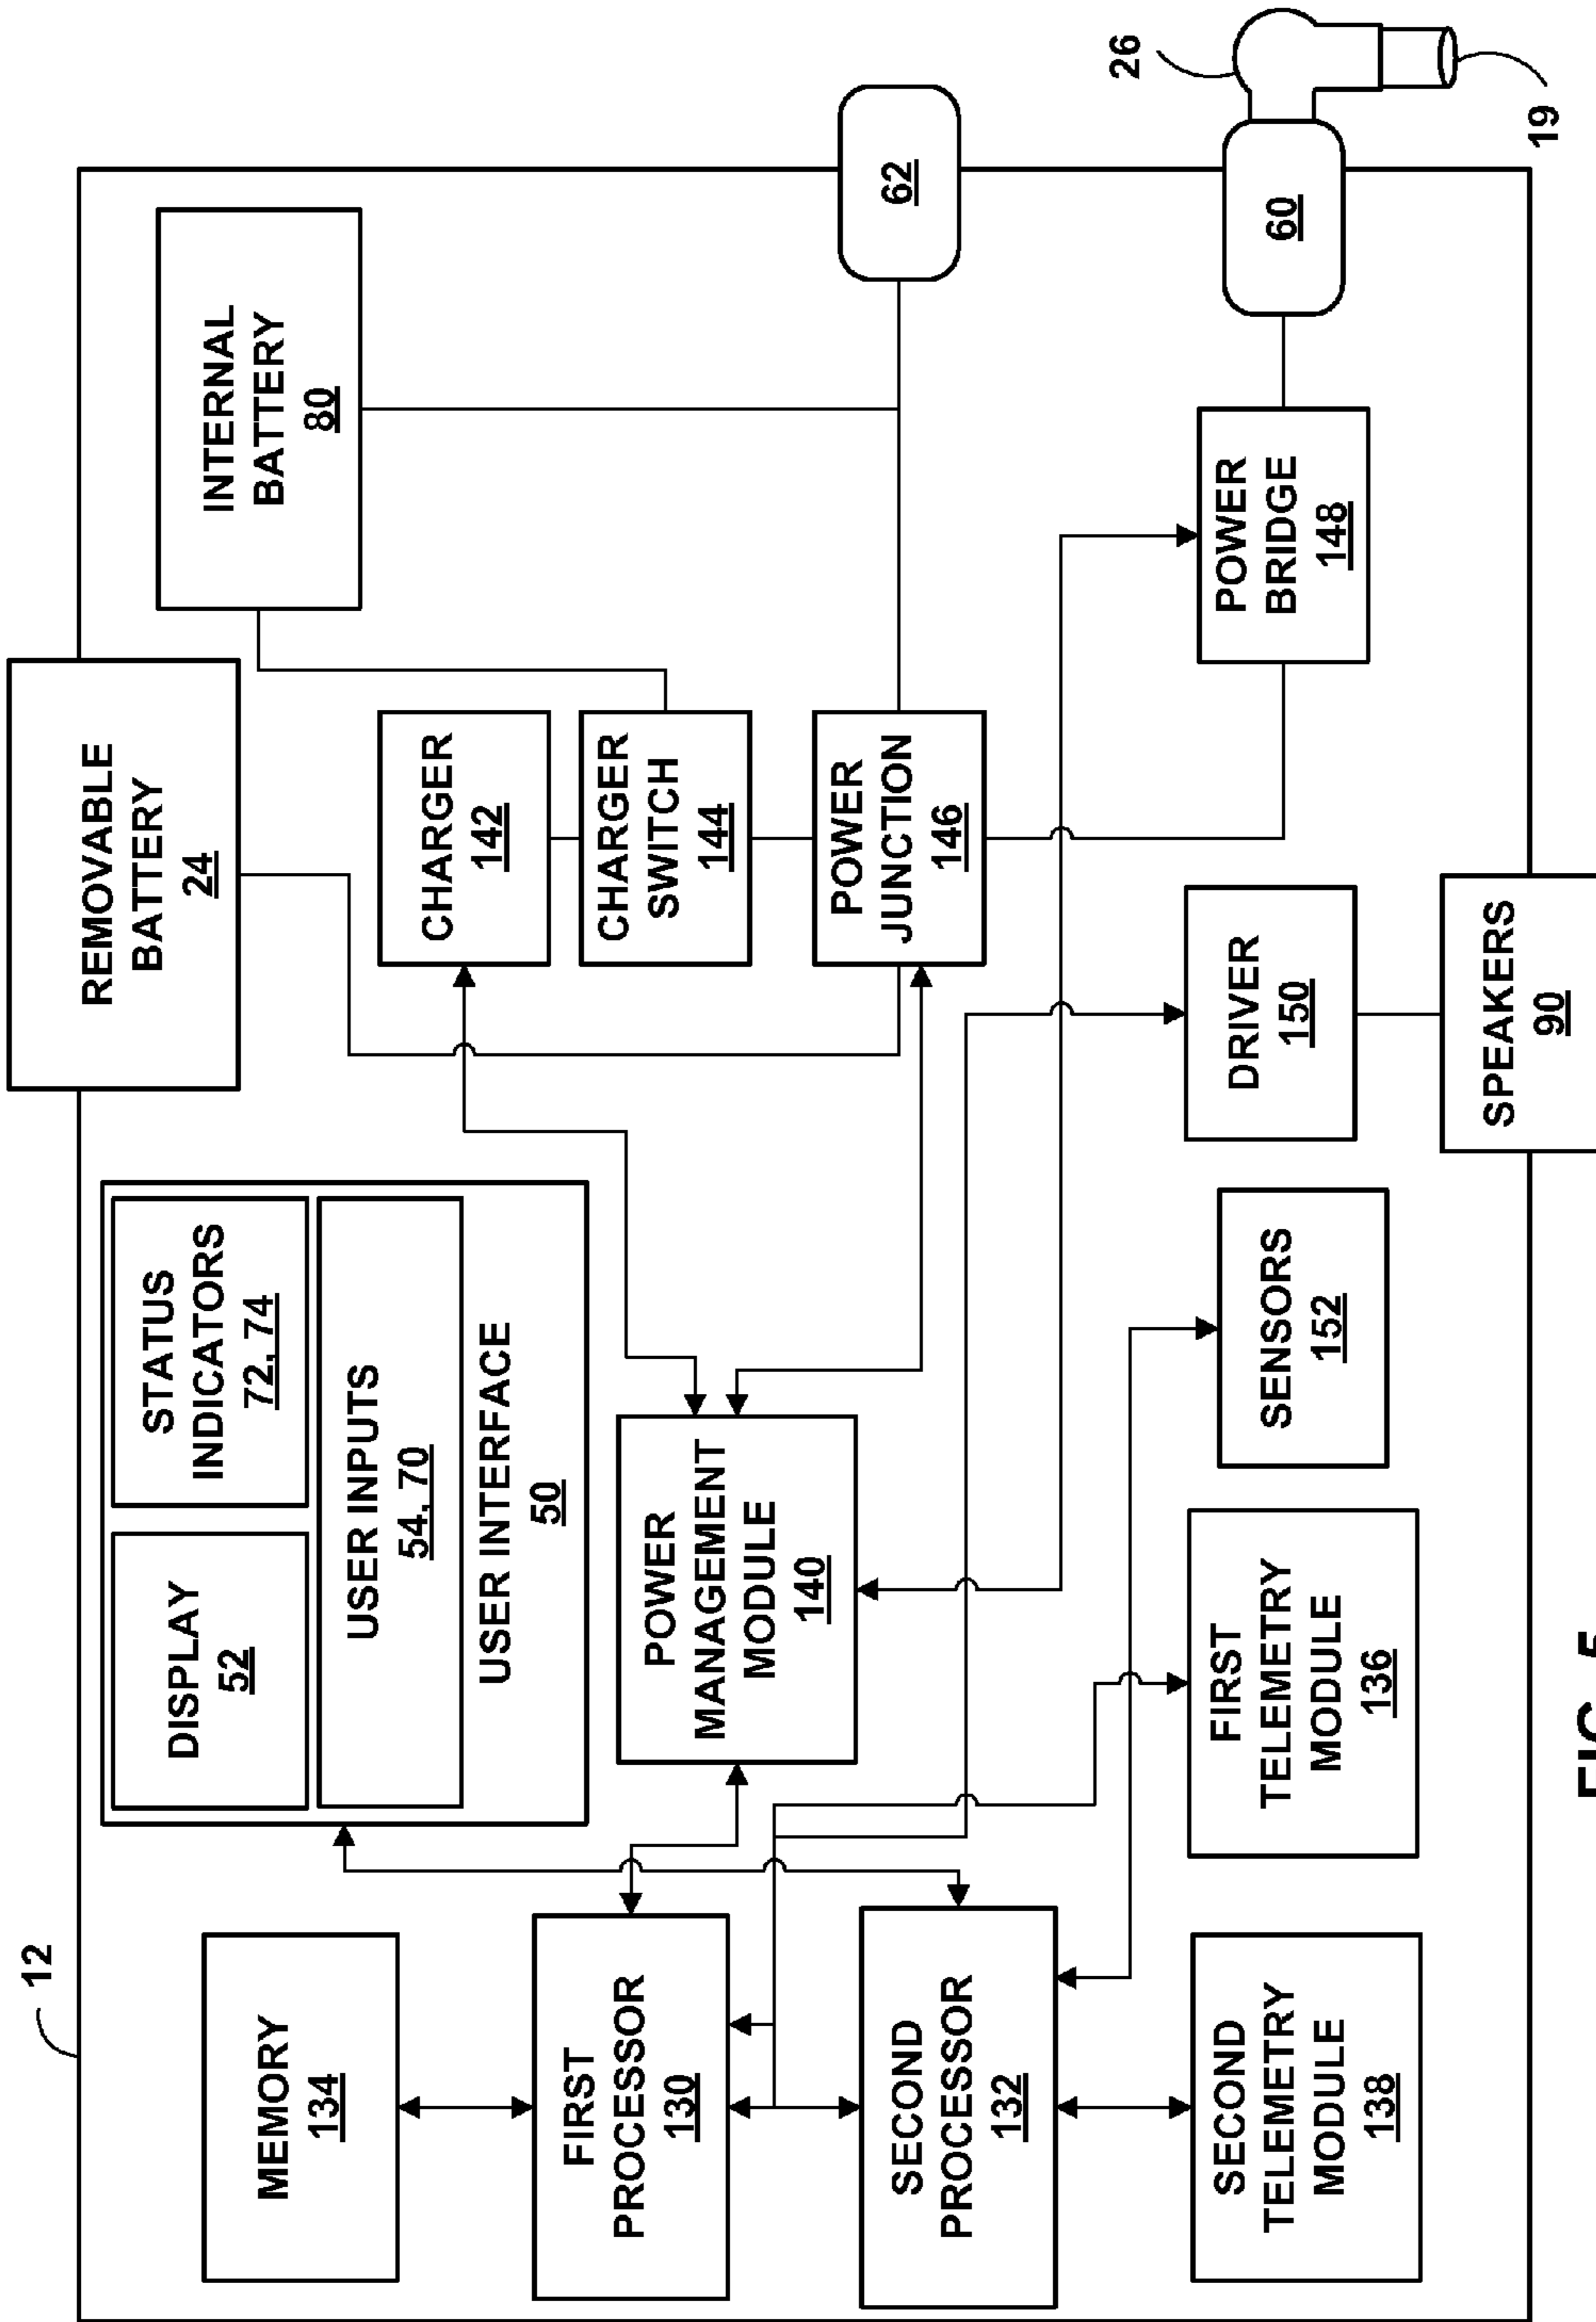 12
REMOVABLE
BATTERY
24
INTERNAL
BATTERY
80
DISPLAY
52
STATUS
INDICATORS
72, 74
USER INPUTS
54, 70
USER INTERFACE
50
MEMORY
134
FIRST
PROCESSOR
130
SECOND
PROCESSOR
132
SECOND
TELEMETRY
MODULE
138
FIRST
TELEMETRY
MODULE
136
POWER
MANAGEMENT
MODULE
140
CHARGER
142
CHARGER
SWITCH
144
POWER
JUNCTION
146
SENSORS
152
DRIVER
150
SPEAKERS
90
POWER
BRIDGE
148
62
60
26
19